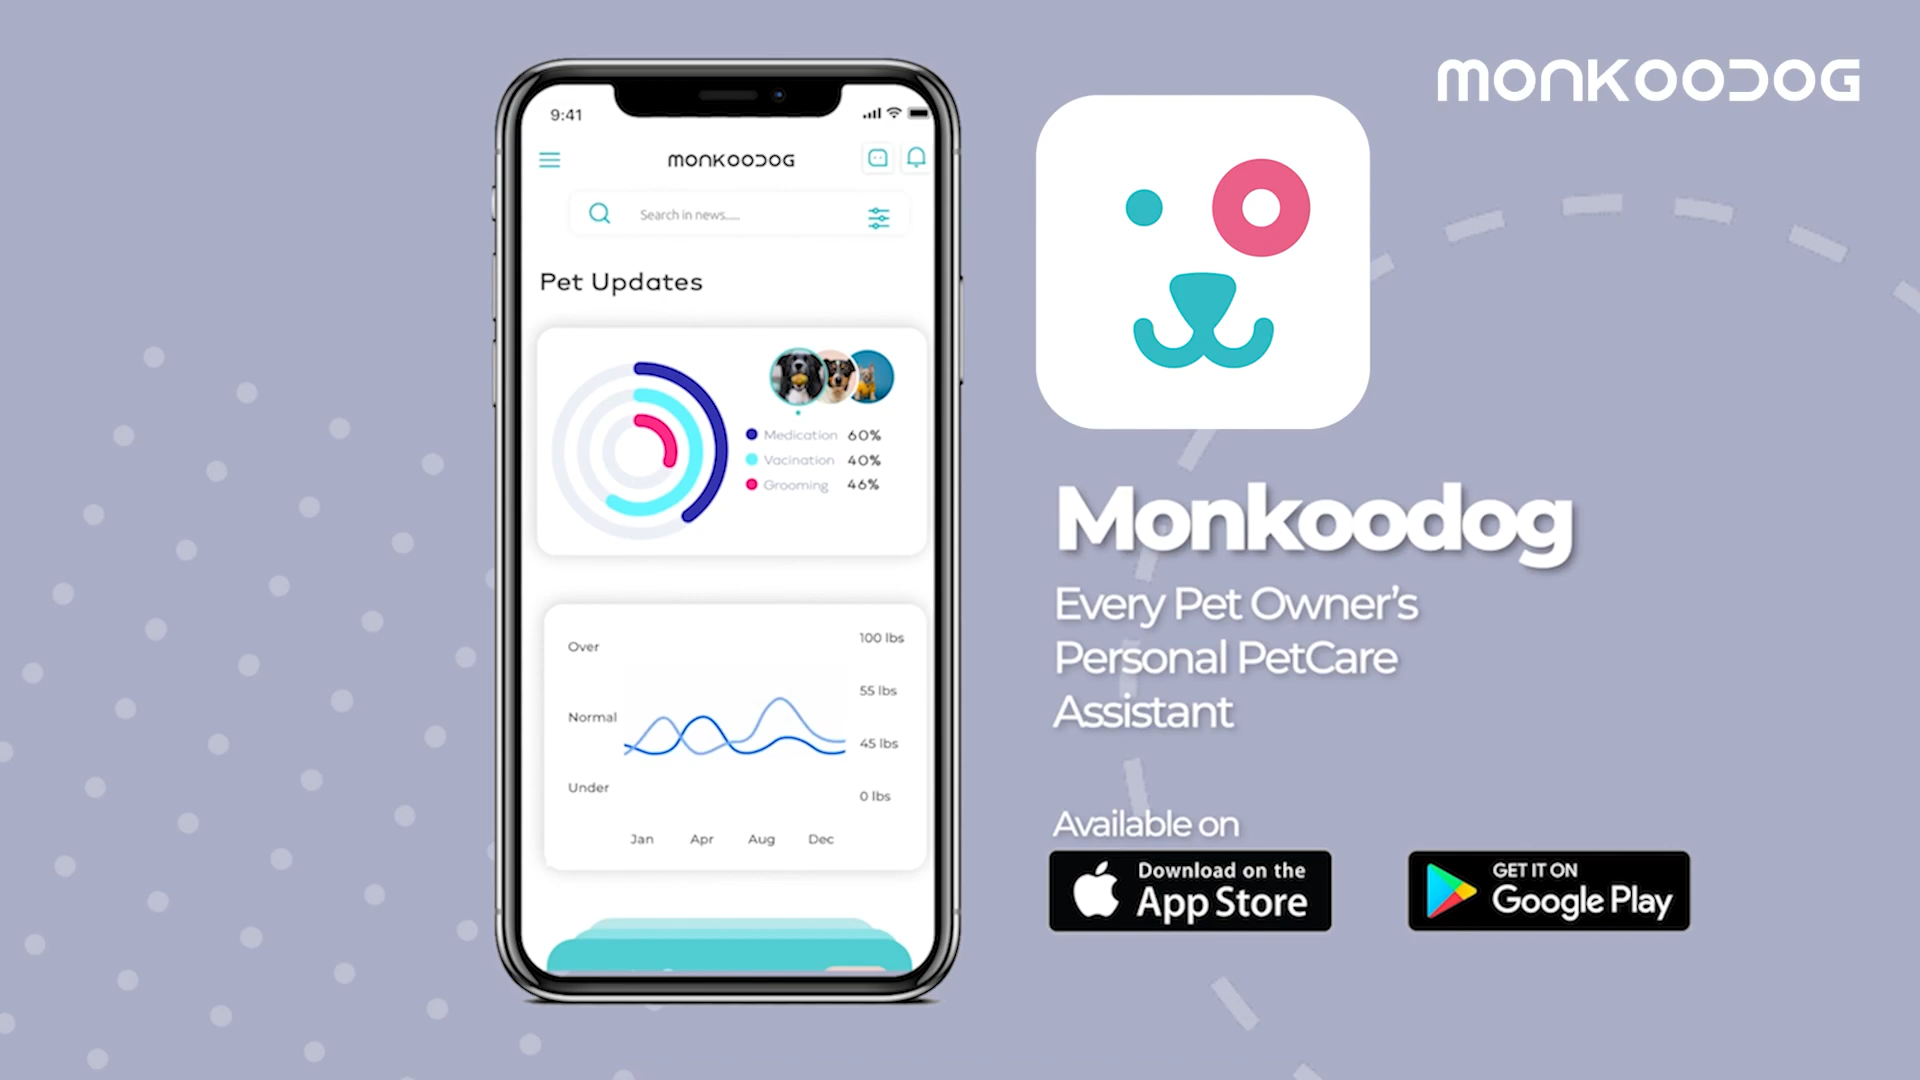 MONKOODOG
9:41
MONKOODOG
Search in news.....
Pet Updates
Medication 60%
Vacination 40%
Grooming 46%
Over
Normal
Under
100 lbs
55 lbs
45 lbs
0 lbs
Jan Apr Aug Dec
Monkoodog
Every Pet Owner’s
Personal PetCare
Assistant
Available on
Download on the
App Store
GET IT ON
Google Play